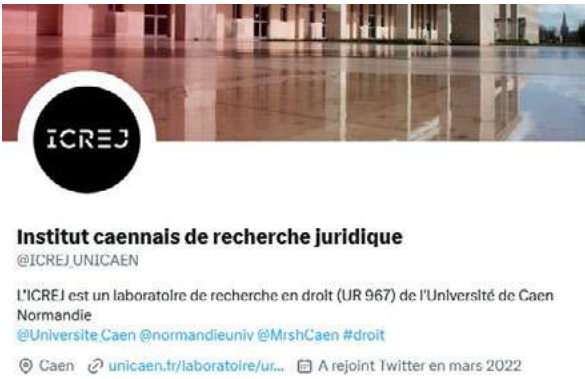 ICREJ
Institut caennais de recherche juridique
@ICREJ_UNICAEN
L'ICREJ est un laboratoire de recherche en droit (UR 967) de l'Université de Caen
Normandie
@Universite_Caen @normandieuniv @MrshCaen #droit
Caen unicaen.fr/laboratoire/ur... A rejoint Twitter en mars 2022